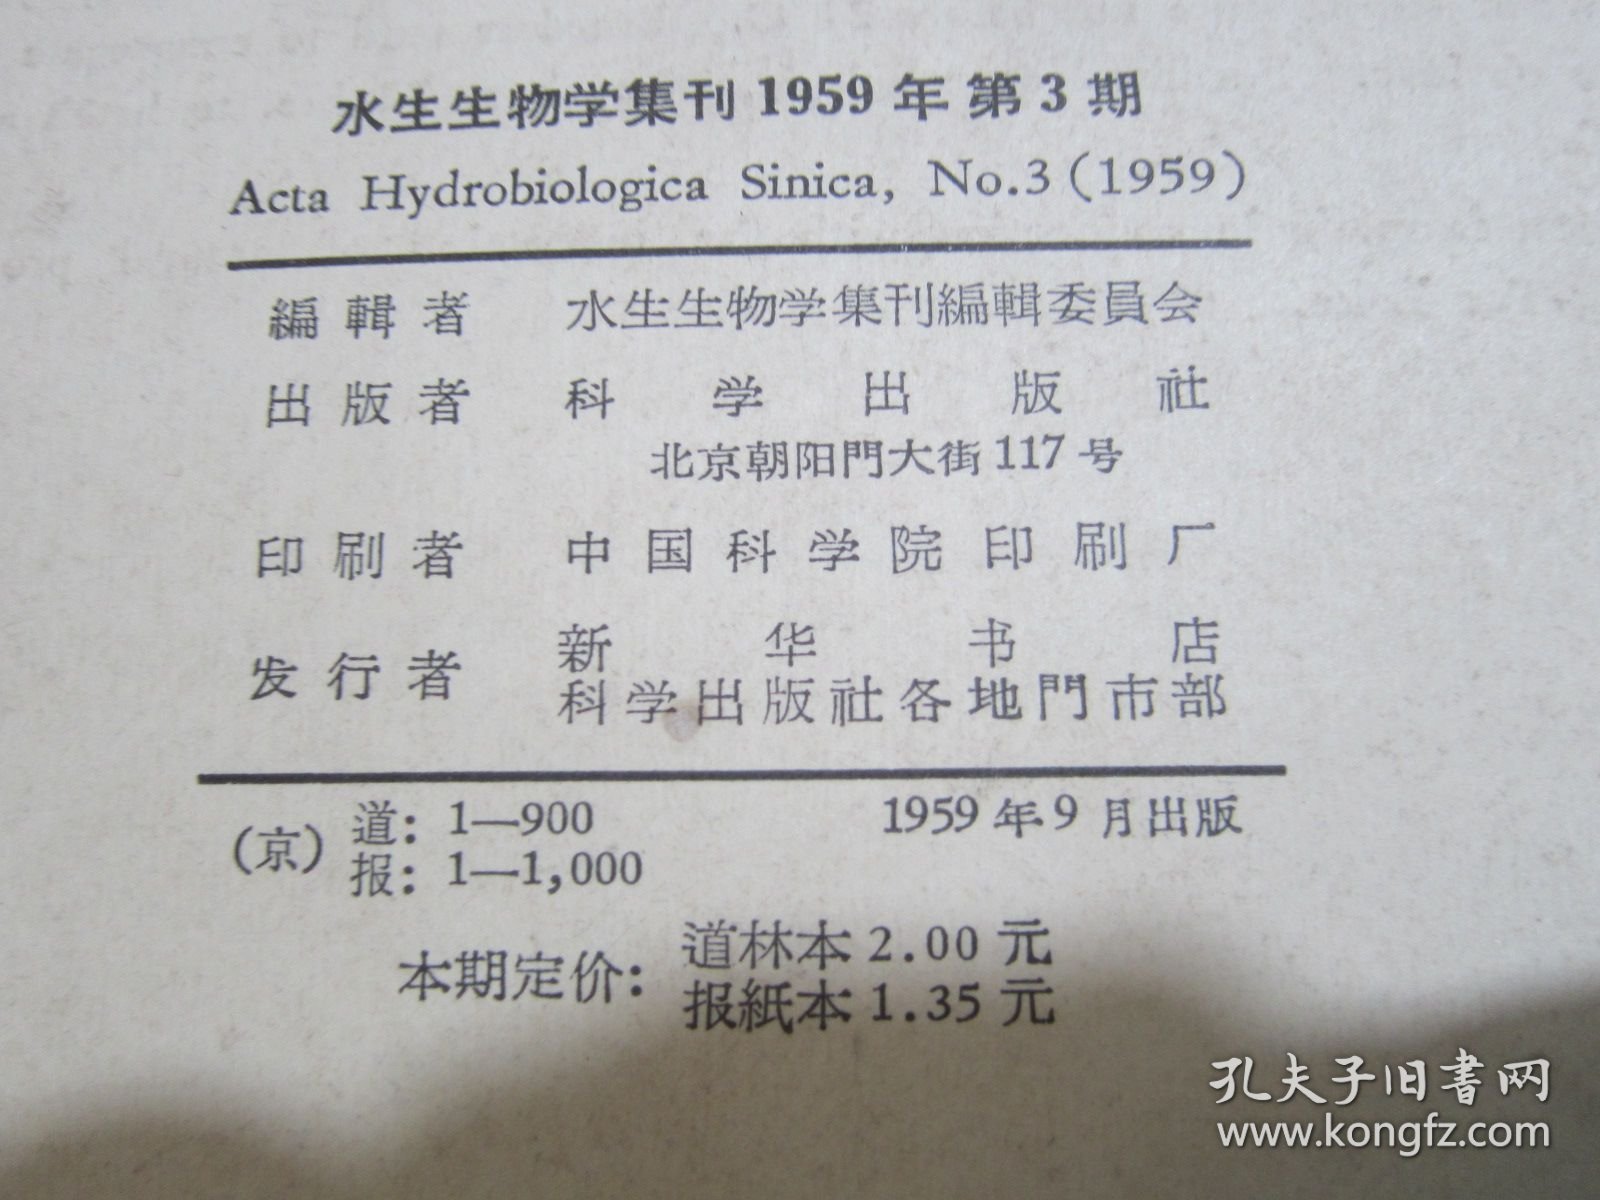 水生生物学集刊 1959 年 第 3 期
Acta Hydrobiologica Sinica, No.3 (1959)
編輯者 水生生物学集刊編輯委員会
出版者 科学出版社
北京朝阳門大街 117 号
印刷者 中国科学院印刷厂
发行者 新华书店
科学出版社各地門市部
(京) 道: 1—900 1959 年 9 月出版
报: 1—1,000
本期定价: 道林本 2.00 元
报紙本 1.35 元
孔夫子旧書网
www.kongfz.com